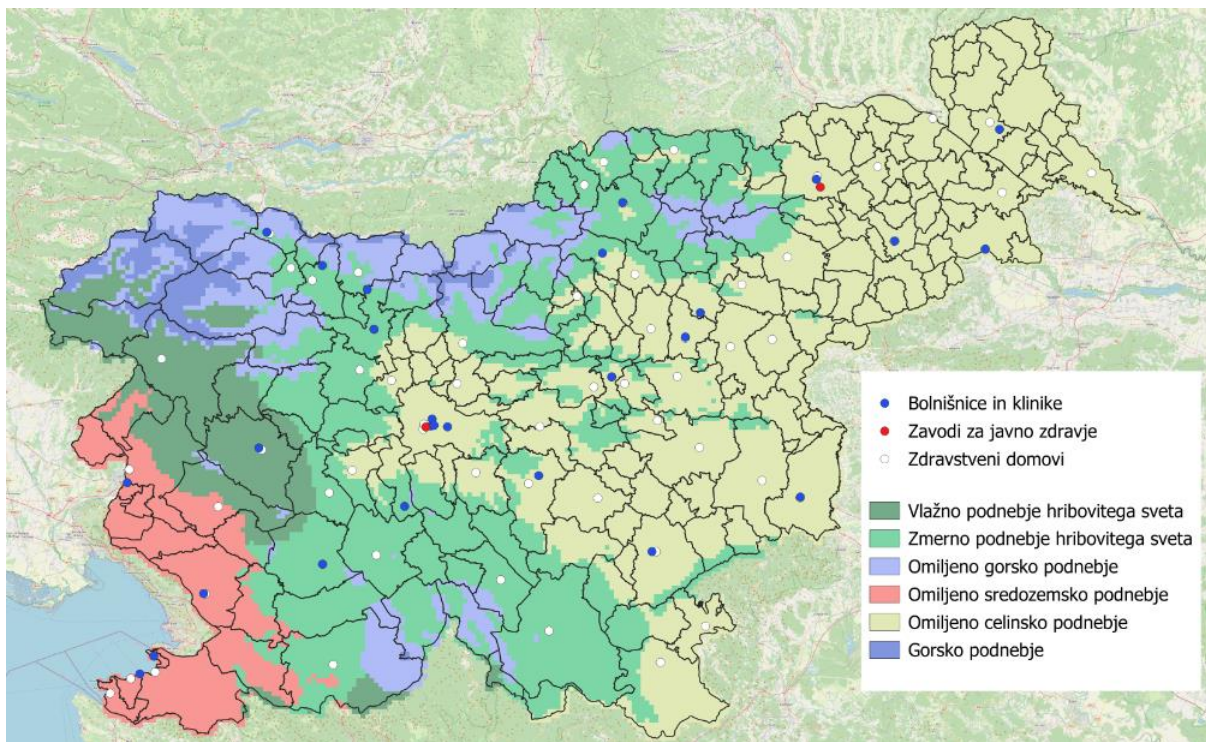 Bolnišnice in klinike
Zavodi za javno zdravje
Zdravstveni domovi
Vlažno podnebje hribovitega sveta
Zmerno podnebje hribovitega sveta
Omiljeno gorsko podnebje
Omiljeno sredozemsko podnebje
Omiljeno celinsko podnebje
Gorsko podnebje